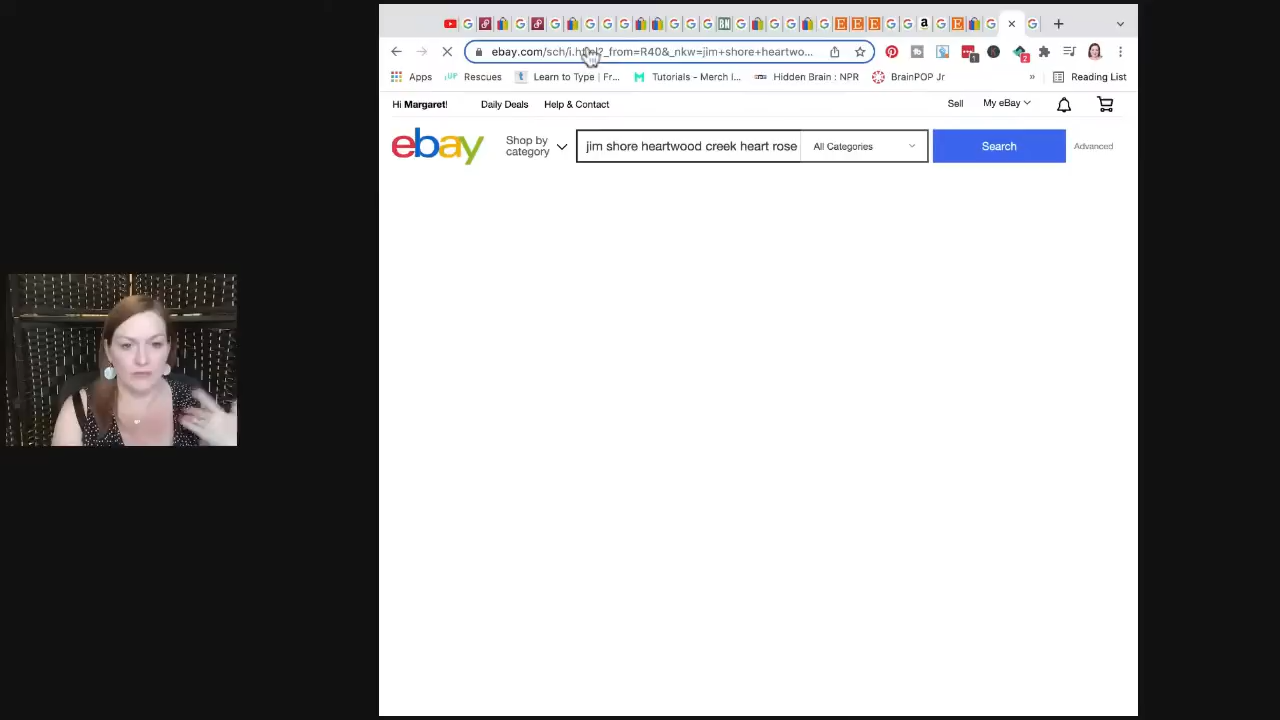 ebay.com/sch/i.html?_from=R40&_nkw=jim+shore+heartwo...
Apps Rescues Learn to Type | Fr... Tutorials - Merch I... Hidden Brain : NPR BrainPOP Jr » Reading List
Hi Margaret! Daily Deals Help & Contact Sell My eBay
ebay Shop by category jim shore heartwood creek heart rose All Categories Search Advanced